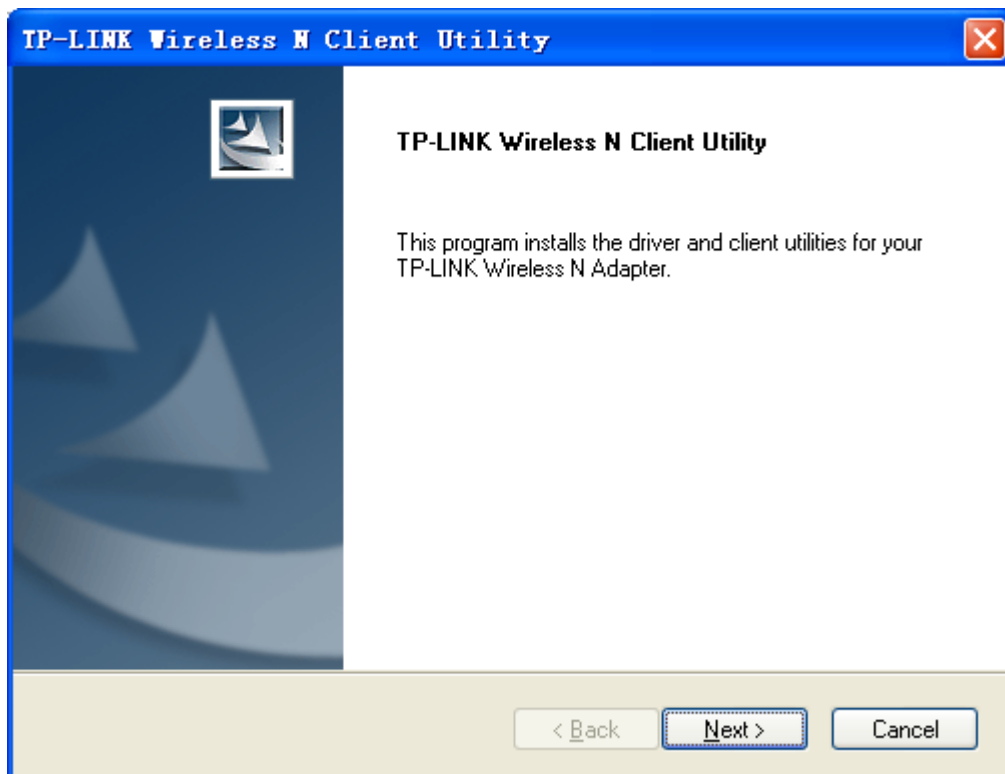 TP-LINK Wireless N Client Utility
TP-LINK Wireless N Client Utility
This program installs the driver and client utilities for your
TP-LINK Wireless N Adapter.
< Back Next > Cancel